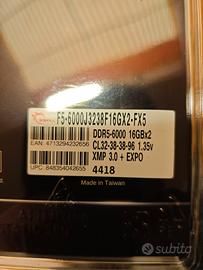 G.SKILL
F5-6000J3238F16GX2-FX5
DDR5-6000 16GBx2
EAN: 4713294232656
CL32-38-38-96 1.35v
XMP 3.0 + EXPO
UPC: 848354042655
4418
Made in Taiwan
subito